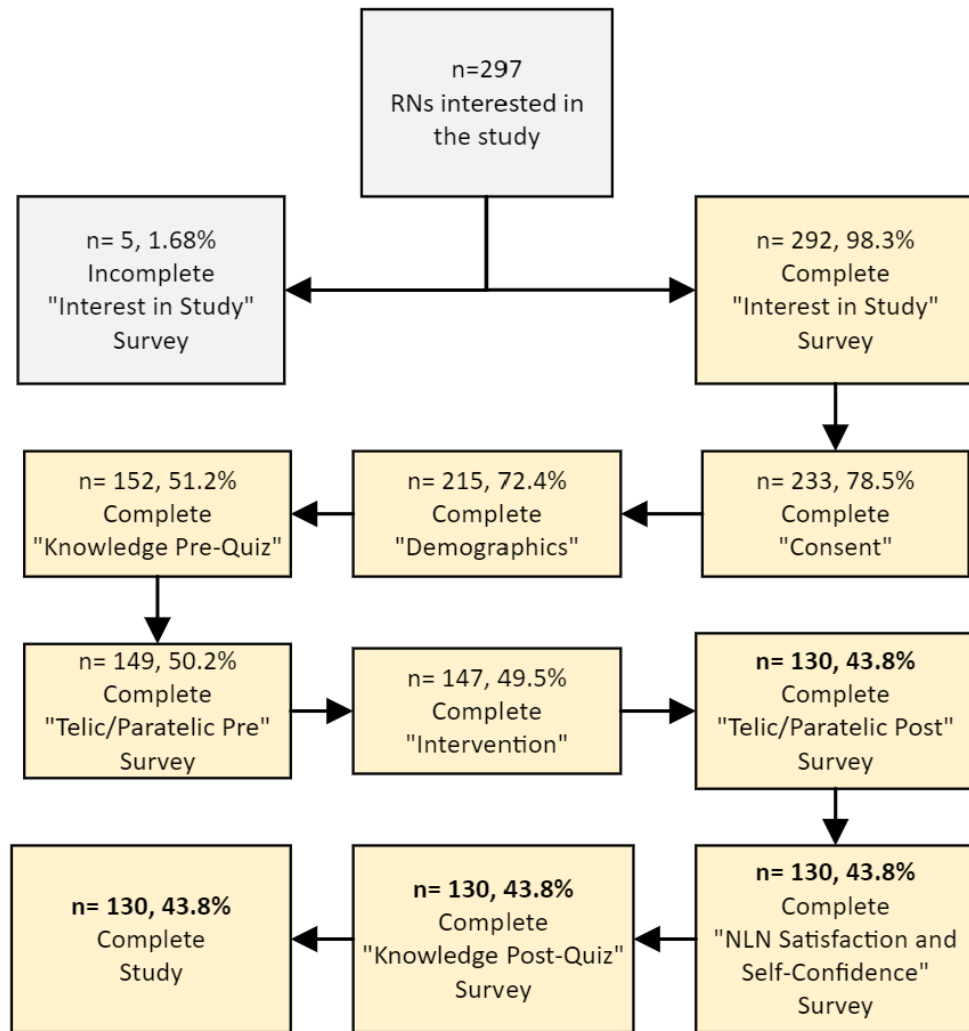 n=297
RNs interested in
the study
n= 5, 1.68%
Incomplete
"Interest in Study"
Survey
n= 292, 98.3%
Complete
"Interest in Study"
Survey
n= 233, 78.5%
Complete
"Consent"
n= 215, 72.4%
Complete
"Demographics"
n= 152, 51.2%
Complete
"Knowledge Pre-Quiz"
n= 149, 50.2%
Complete
"Telic/Paratelic Pre"
Survey
n= 147, 49.5%
Complete
"Intervention"
n= 130, 43.8%
Complete
"Telic/Paratelic Post"
Survey
n= 130, 43.8%
Complete
"NLN Satisfaction and
Self-Confidence"
Survey
n= 130, 43.8%
Complete
"Knowledge Post-Quiz"
Survey
n= 130, 43.8%
Complete
Study